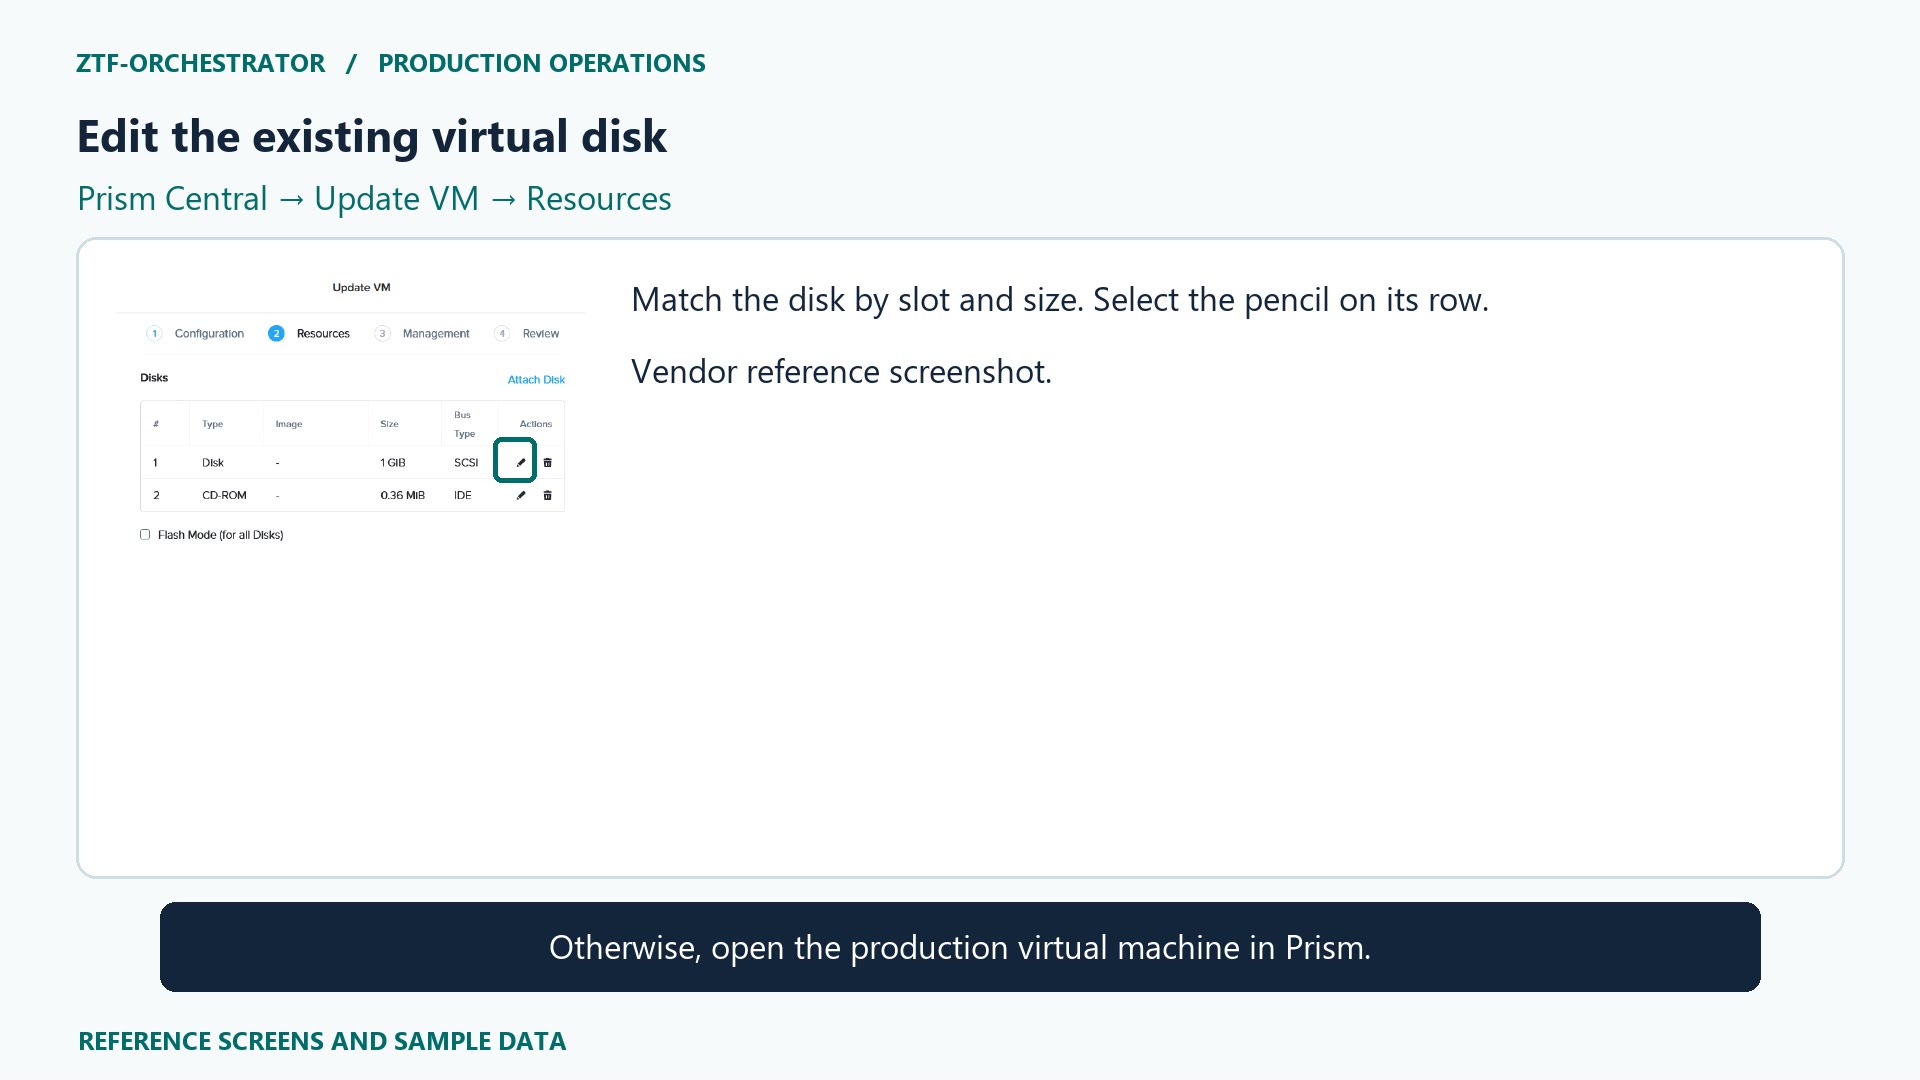 ZTF-ORCHESTRATOR / PRODUCTION OPERATIONS
Edit the existing virtual disk
Prism Central → Update VM → Resources
Update VM
1 Configuration 2 Resources 3 Management 4 Review
Disks Attach Disk
# Type Image Size Bus Type Actions
1 Disk - 1 GiB SCSI
2 CD-ROM - 0.36 MiB IDE
Flash Mode (for all Disks)
Match the disk by slot and size. Select the pencil on its row.
Vendor reference screenshot.
Otherwise, open the production virtual machine in Prism.
REFERENCE SCREENS AND SAMPLE DATA